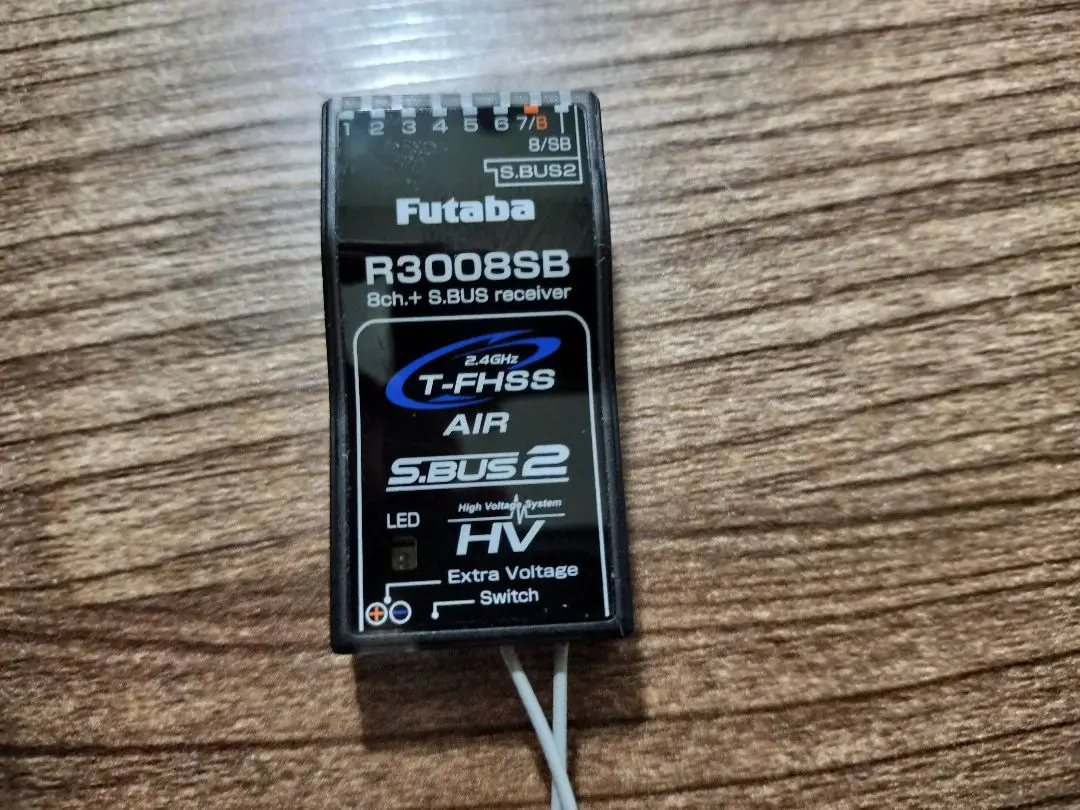 1 2 3 4 5 6 7/B
8/SB
S.BUS2
Futaba
R3008SB
8ch.+ S.BUS receiver
2.4GHz
T-FHSS
AIR
S.BUS2
High Voltage System
HV
LED
Extra Voltage
Switch